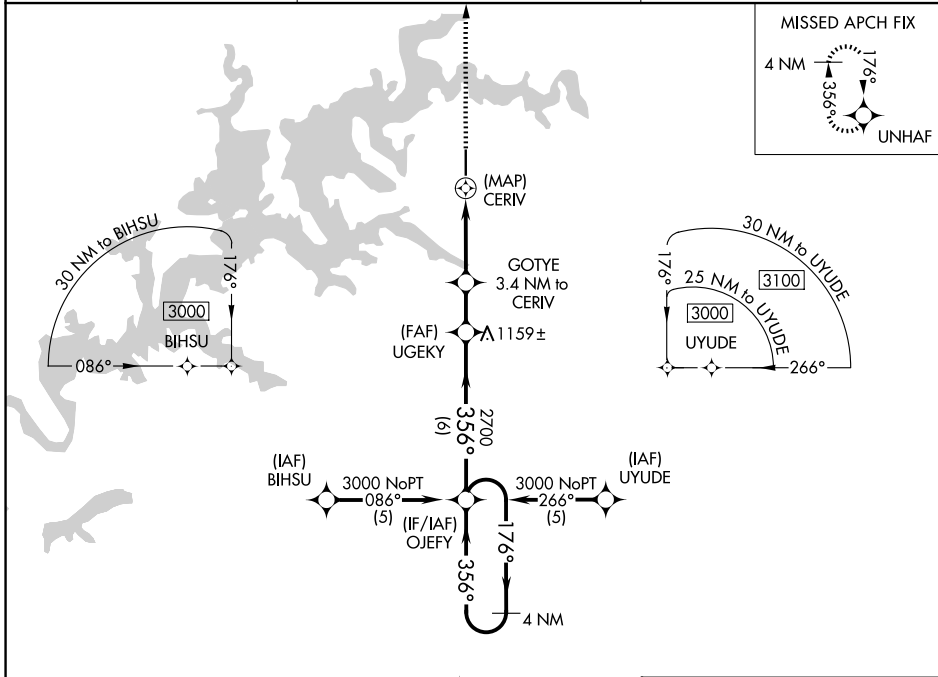 MISSED APCH FIX
4 NM
176°
356°
UNHAF
(MAP)
CERIV
GOTYE
3.4 NM to
CERIV
(FAF)
UGEKY
1159±
30 NM to BIHSU
176°
3000
BIHSU
086°
30 NM to UYUDE
3100
176°
25 NM to UYUDE
3000
UYUDE
266°
2700
356°
(6)
(IAF)
BIHSU
3000 NoPT
086°
(5)
(IF/IAF)
OJEFY
3000 NoPT
266°
(5)
(IAF)
UYUDE
176°
356°
4 NM